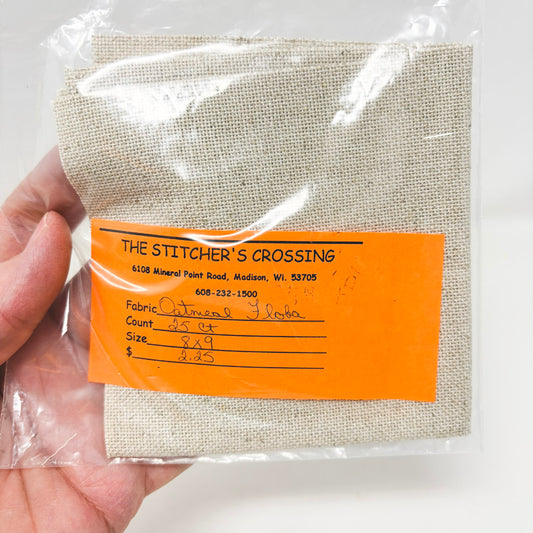 THE STITCHER'S CROSSING
6108 Mineral Point Road, Madison, Wi. 53705
608-232-1500
Fabric Oatmeal Floba
Count 25 ct
Size 8x9
$ 2.25